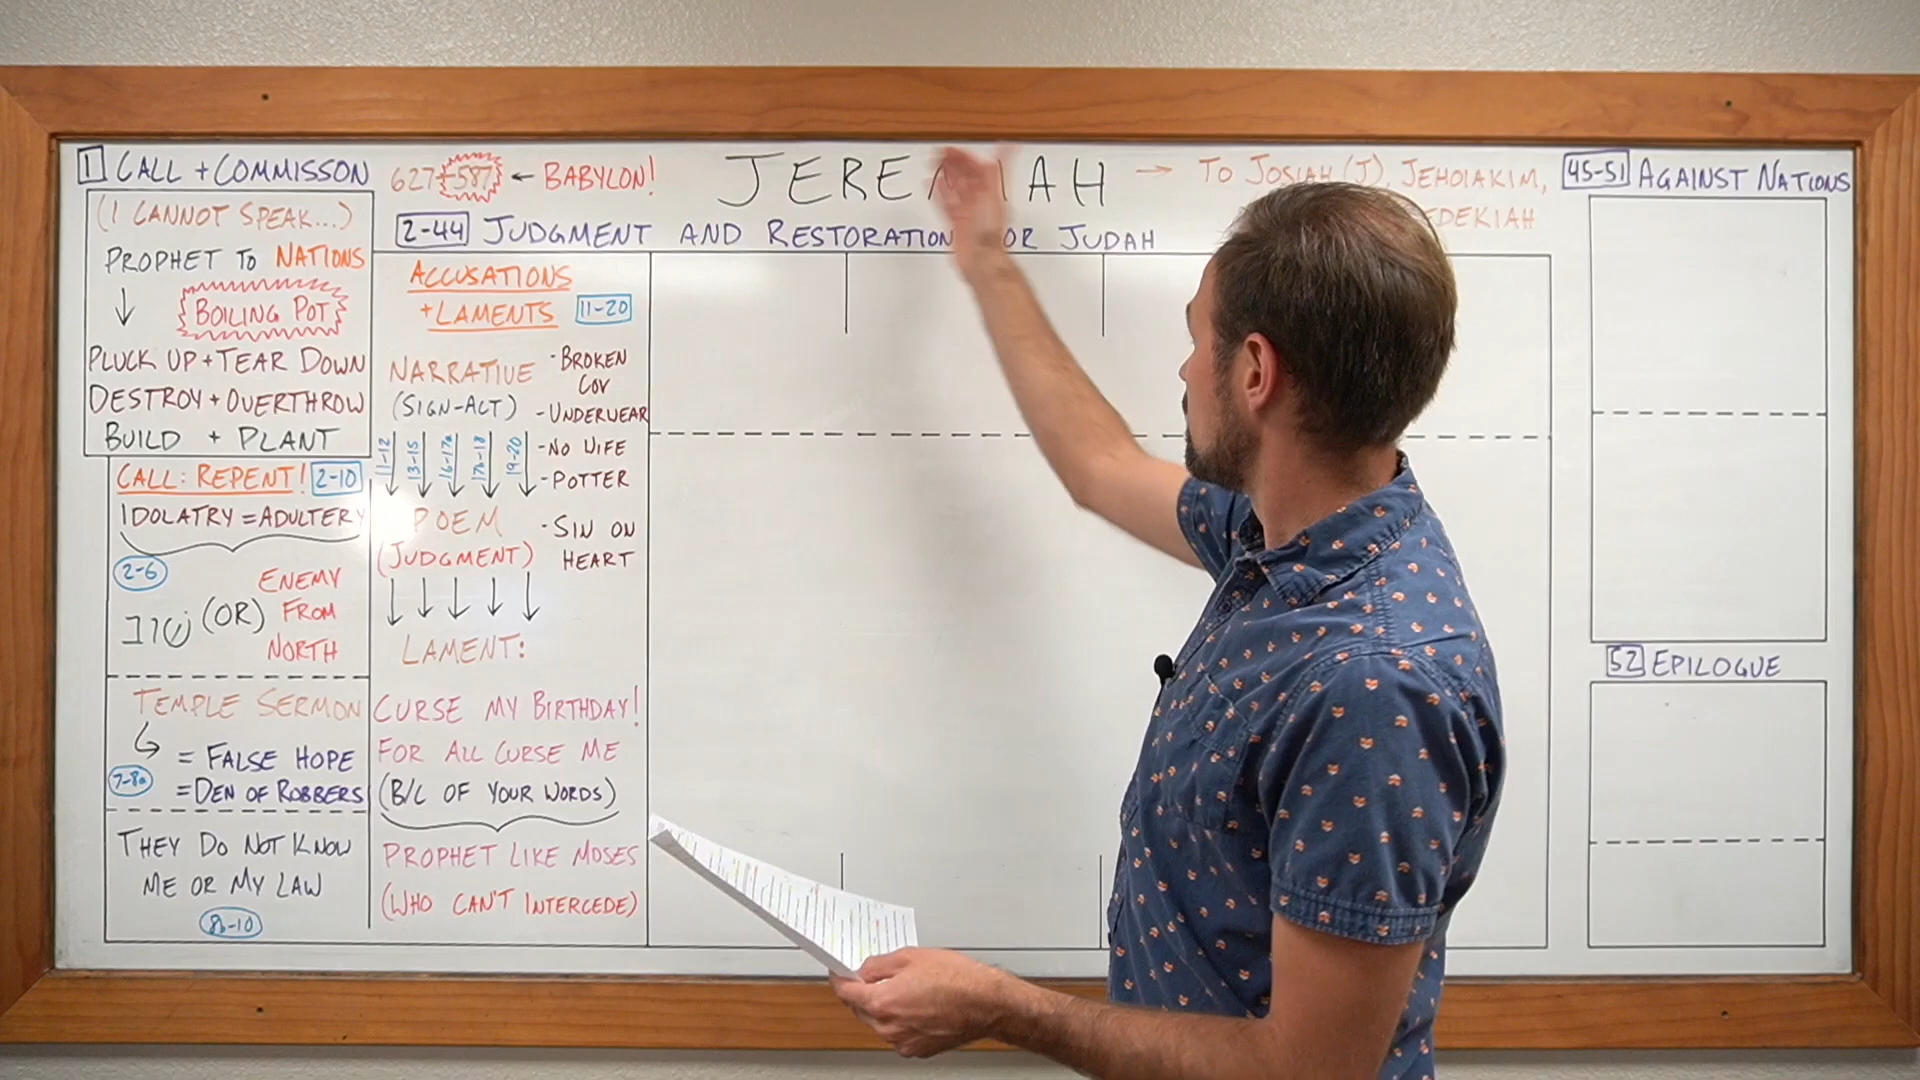 1 CALL + COMMISSON
627-587 ← BABYLON!
JEREMIAH
→ TO JOSIAH (J), JEHOIAKIM,
EDEKIAH
45-51 AGAINST NATIONS
2-44 JUDGMENT AND RESTORATION OR JUDAH
(I CANNOT SPEAK...)
PROPHET TO NATIONS
↓ BOILING POT
PLUCK UP + TEAR DOWN
DESTROY + OVERTHROW
BUILD + PLANT
CALL: REPENT! 2-10
IDOLATRY = ADULTERY
2-6
ENEMY
(OR) FROM
NORTH
TEMPLE SERMON
= FALSE HOPE
7-8a = DEN OF ROBBERS
THEY DO NOT KNOW
ME OR MY LAW
8b-10
ACCUSATIONS
+ LAMENTS 11-20
NARRATIVE
(SIGN-ACT)
- BROKEN
COV
- UNDERWEAR
- NO WIFE
- POTTER
- SIN ON
HEART
11-12
13-15
16-17a
17b-18
19-20
POEM
(JUDGMENT)
LAMENT:
CURSE MY BIRTHDAY!
FOR ALL CURSE ME
(B/C OF YOUR WORDS)
PROPHET LIKE MOSES
(WHO CAN'T INTERCEDE)
52 EPILOGUE